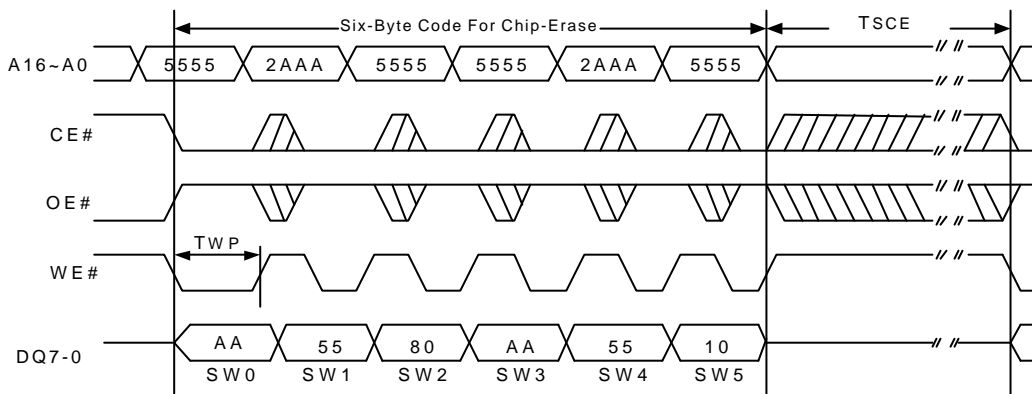 Six-Byte Code For Chip-Erase TSCE
A16~A0 5555 2AAA 5555 5555 2AAA 5555
CE#
OE#
TWP
WE#
DQ7-0 AA 55 80 AA 55 10
SW0 SW1 SW2 SW3 SW4 SW5